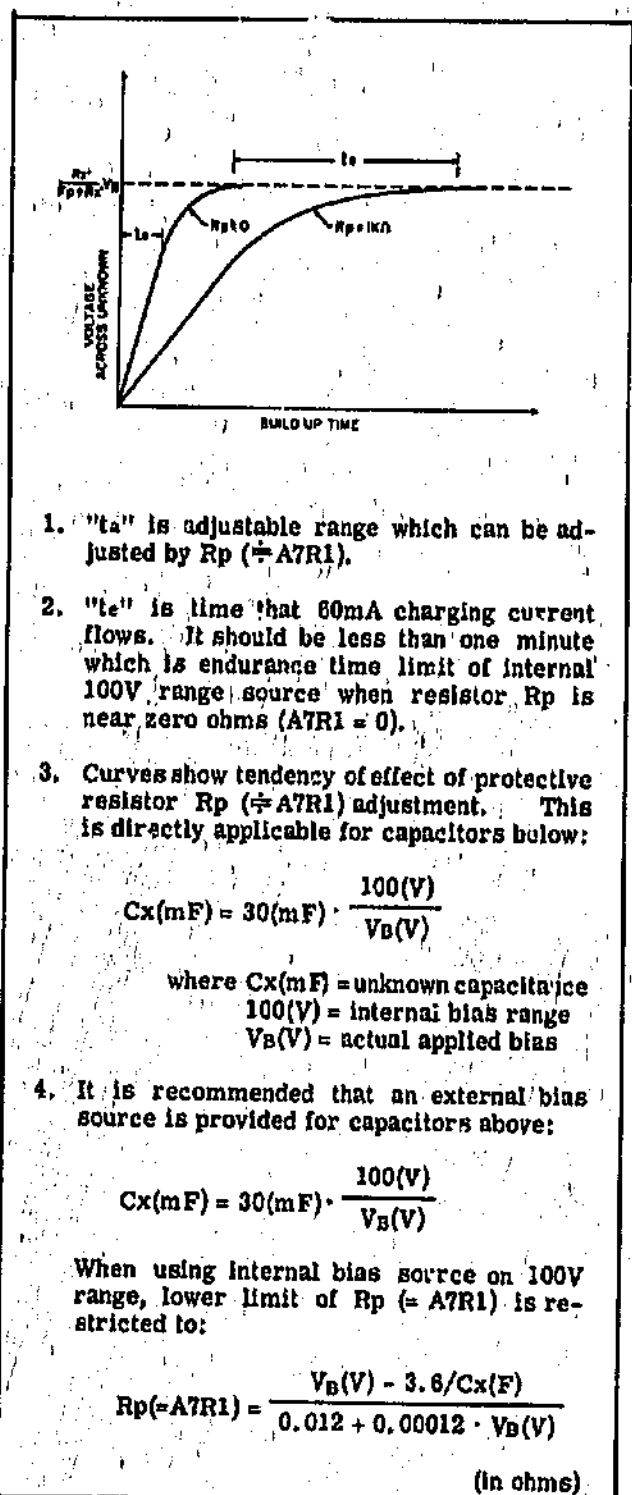 ta
Rx
Rp+Rx VB
te
Rp≒0
Rp=1kΩ
VOLTAGE
ACROSS UNKNOWN
BUILD UP TIME
1. "ta" is adjustable range which can be ad-
justed by Rp (≒A7R1).
2. "te" is time that 60mA charging current
flows. It should be less than one minute
which is endurance time limit of internal
100V range source when resistor Rp is
near zero ohms (A7R1 = 0).
3. Curves show tendency of effect of protective
resistor Rp (≒A7R1) adjustment. This
is directly applicable for capacitors below:
Cx(mF) = 30(mF) · 100(V) / VB(V)
where Cx(mF) = unknown capacitance
100(V) = internal bias range
VB(V) = actual applied bias
4. It is recommended that an external bias
source is provided for capacitors above:
Cx(mF) = 30(mF) · 100(V) / VB(V)
When using internal bias source on 100V
range, lower limit of Rp (= A7R1) is re-
stricted to:
Rp(=A7R1) = VB(V) - 3.6/Cx(F) / 0.012 + 0.00012 · VB(V)
(in ohms)